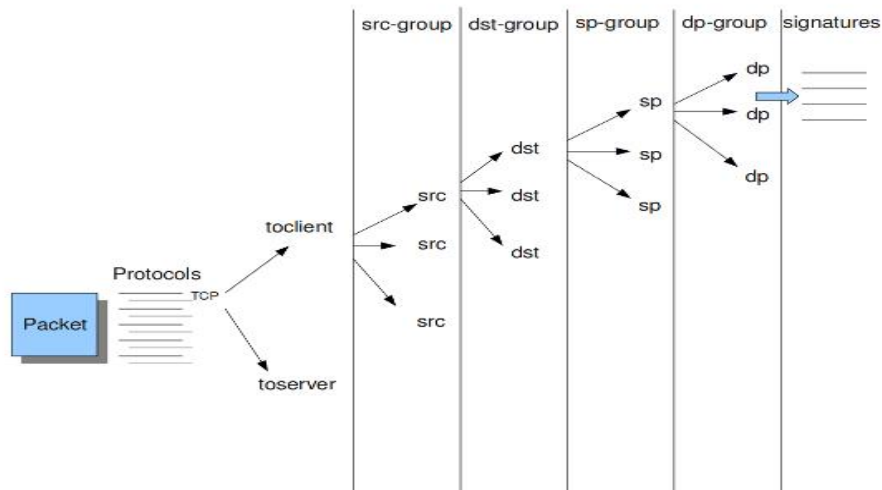 src-group dst-group sp-group dp-group signatures
dp
sp
dp
dst
sp
dp
src
dst
sp
toclient
src
dst
Protocols
TCP
Packet
src
toserver